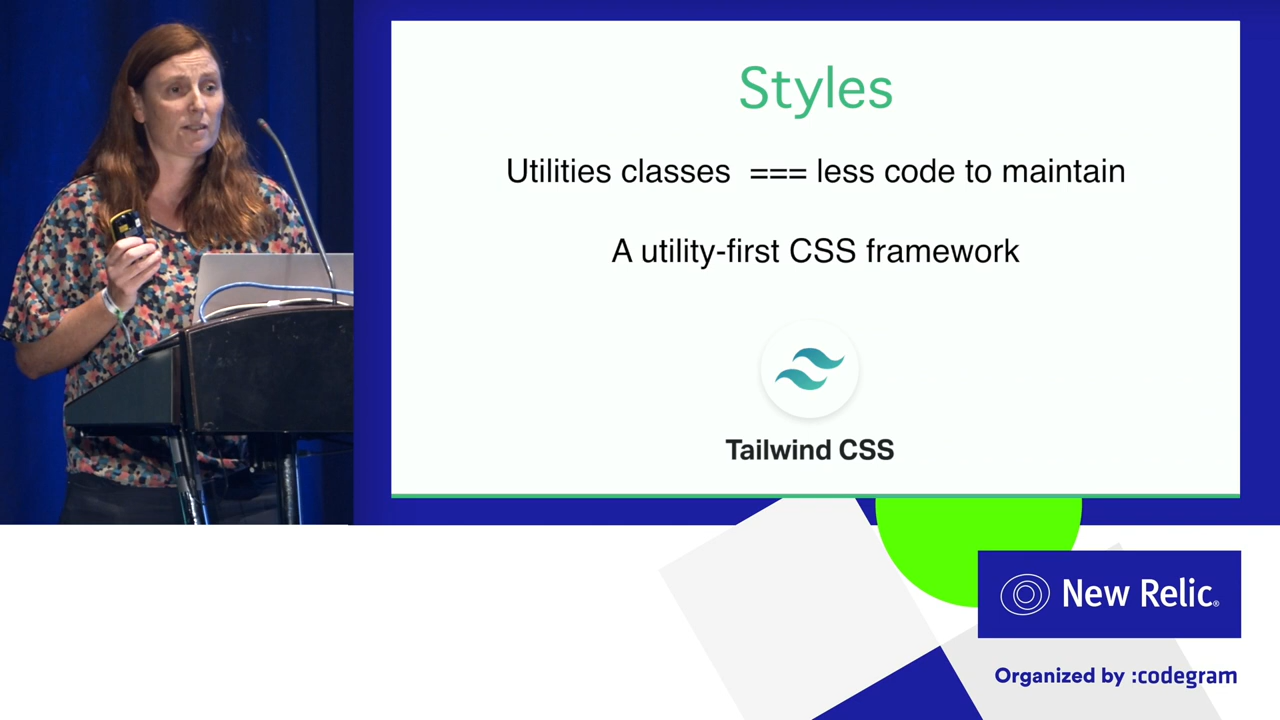 Styles
Utilities classes === less code to maintain
A utility-first CSS framework
Tailwind CSS
New Relic®
Organized by :codegram